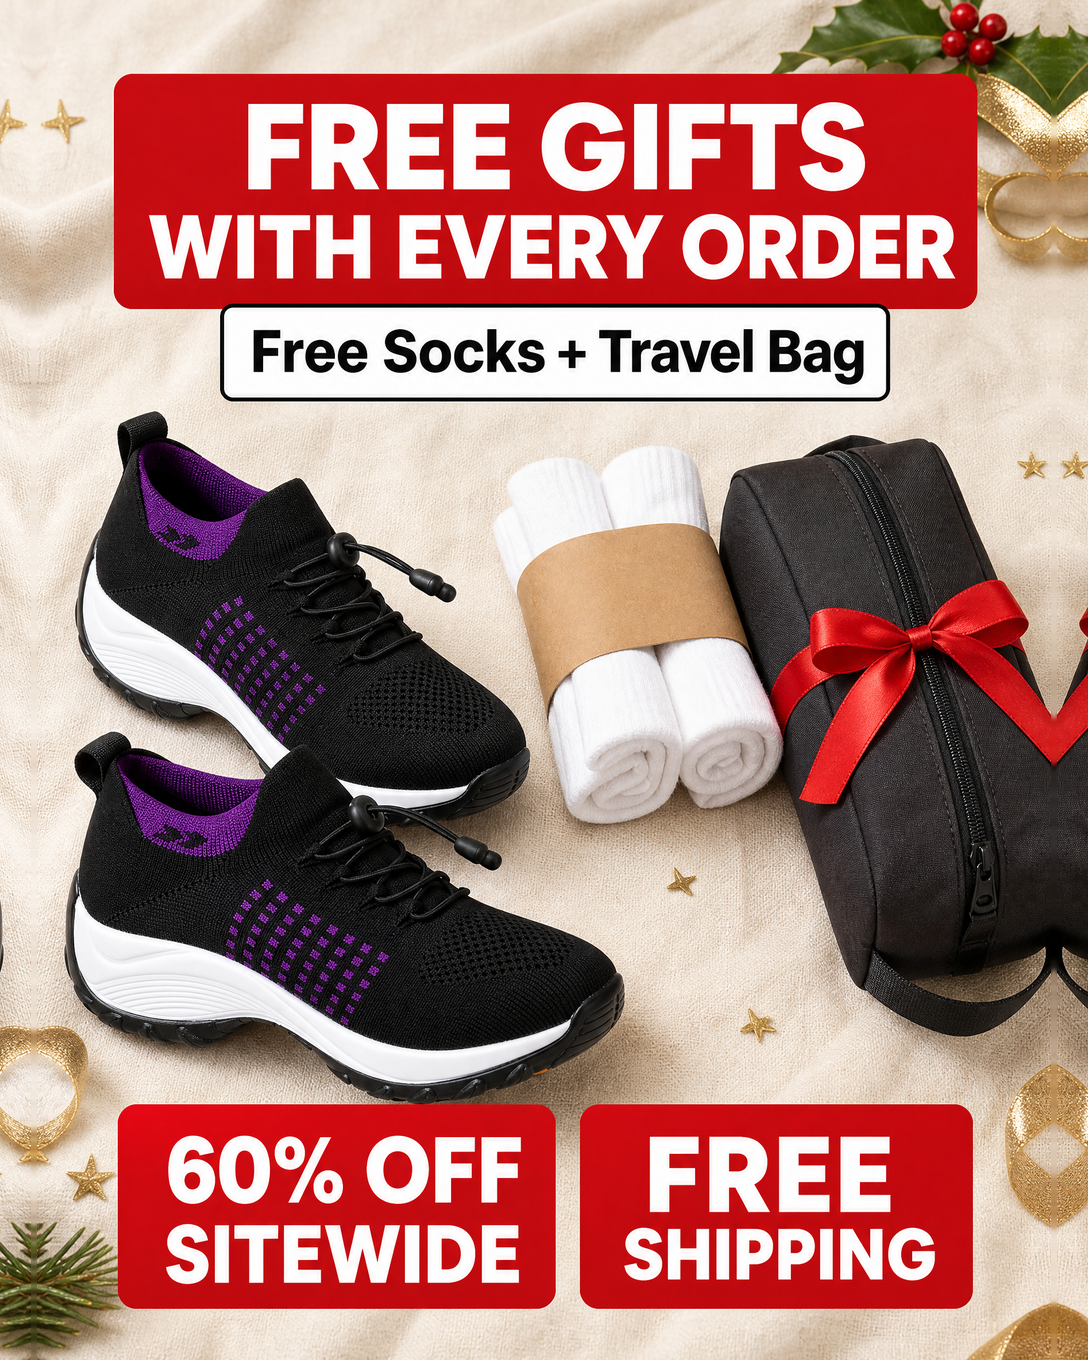 FREE GIFTS
WITH EVERY ORDER
Free Socks + Travel Bag
60% OFF
SITEWIDE
FREE
SHIPPING